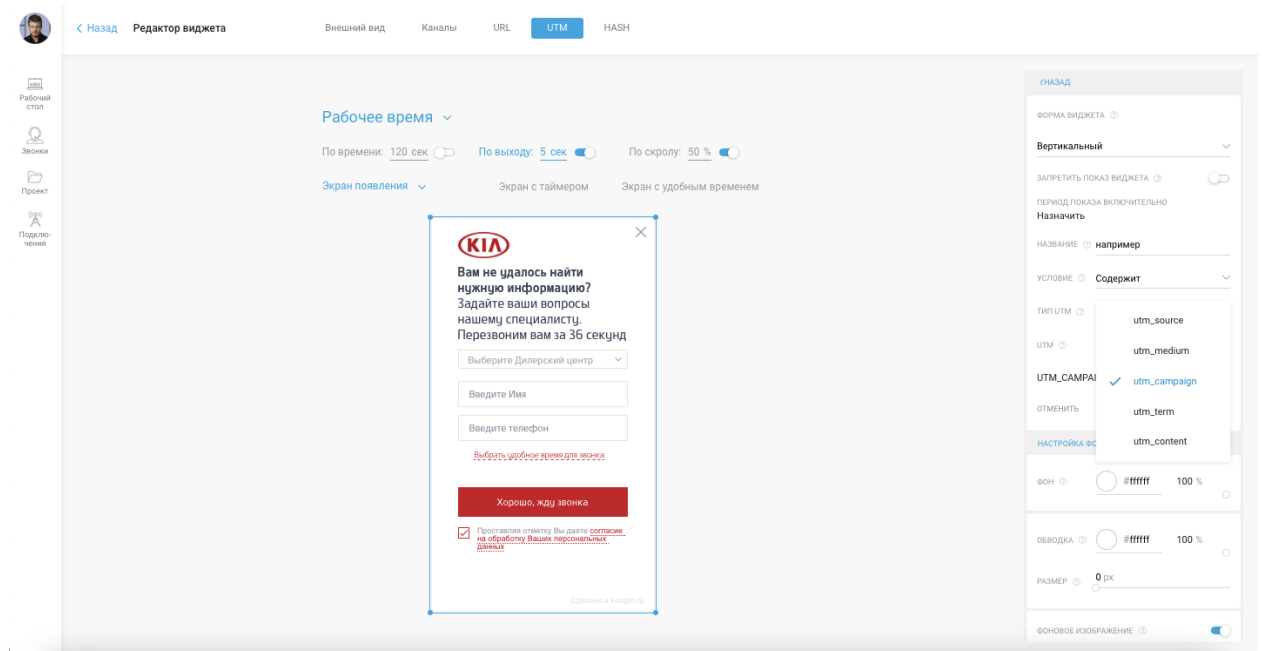 Назад Редактор виджета Внешний вид Каналы URL UTM HASH
Рабочий
стол
Звонки
Проект
Подклю-
чения
Рабочее время
По времени: 120 сек По выходу: 5 сек По скролу: 50 %
Экран появления Экран с таймером Экран с удобным временем
KIA
Вам не удалось найти
нужную информацию?
Задайте ваши вопросы
нашему специалисту.
Перезвоним вам за 36 секунд
Выберите Дилерский центр
Введите Имя
Введите телефон
Выбрать удобное время для звонка
Хорошо, жду звонка
Проставляя отметку Вы даете согласие
на обработку Ваших персональных
данных
Сделано в konget.ru
НАЗАД
ФОРМА ВИДЖЕТА
Вертикальный
ЗАПРЕТИТЬ ПОКАЗ ВИДЖЕТА
ПЕРИОД ПОКАЗА ВКЛЮЧИТЕЛЬНО
Назначить
НАЗВАНИЕ например
УСЛОВИЕ Содержит
ТИП UTM
utm_source
UTM
utm_medium
UTM_CAMPAI
utm_campaign
ОТМЕНИТЬ
utm_term
utm_content
НАСТРОЙКА ФО
ФОН #ffffff 100 %
ОБВОДКА #ffffff 100 %
РАЗМЕР 0 px
ФОНОВОЕ ИЗОБРАЖЕНИЕ